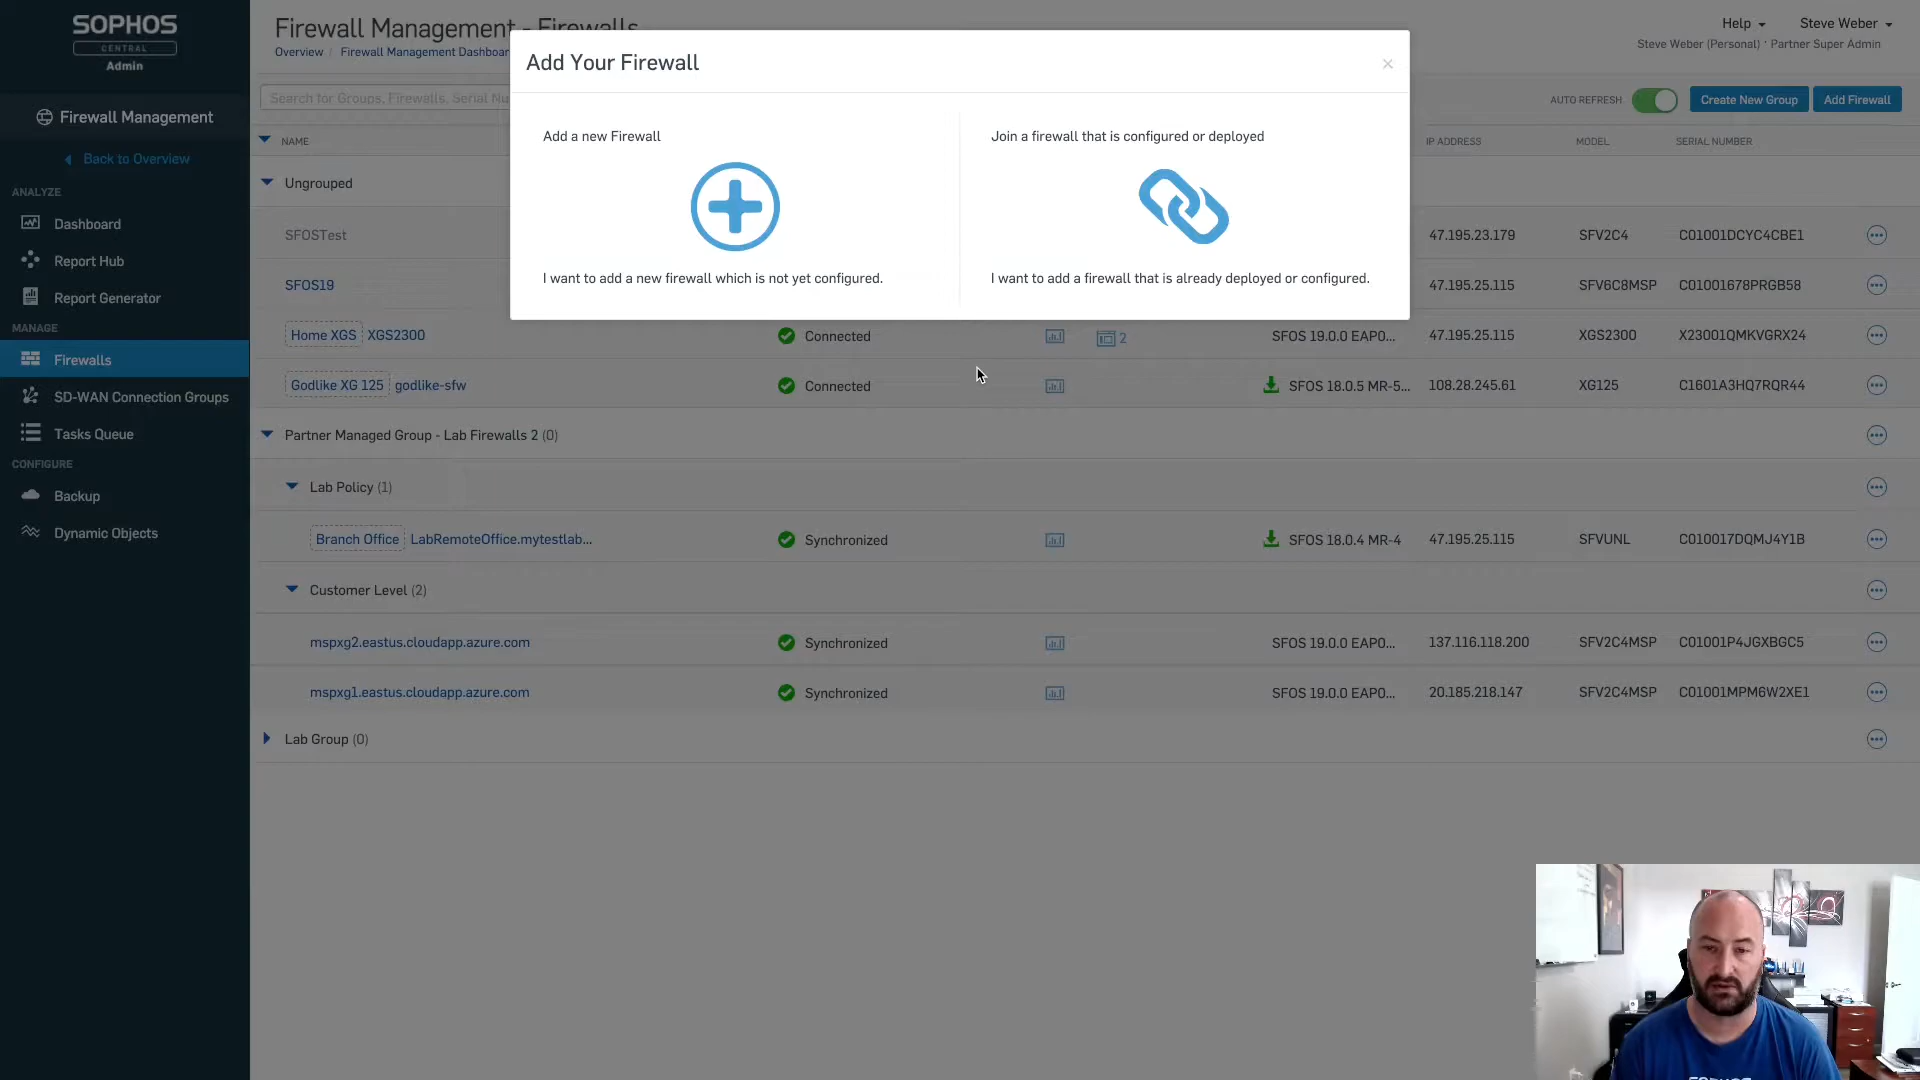 SOPHOS
CENTRAL
Admin
Firewall Management
Back to Overview
ANALYZE
Dashboard
Report Hub
Report Generator
MANAGE
Firewalls
SD-WAN Connection Groups
Tasks Queue
CONFIGURE
Backup
Dynamic Objects
Firewall Management - Firewalls
Overview / Firewall Management Dashboar
Help
Steve Weber
Steve Weber (Personal) · Partner Super Admin
Search for Groups, Firewalls, Serial Nu
AUTO REFRESH
Create New Group
Add Firewall
Add Your Firewall
×
Add a new Firewall
I want to add a new firewall which is not yet configured.
Join a firewall that is configured or deployed
I want to add a firewall that is already deployed or configured.
NAME IP ADDRESS MODEL SERIAL NUMBER
Ungrouped
SFOSTest 47.195.23.179 SFV2C4 C01001DCYC4CBE1
SFOS19 47.195.25.115 SFV6C8MSP C01001678PRGB58
Home XGS XGS2300 Connected 2 SFOS 19.0.0 EAP0... 47.195.25.115 XGS2300 X23001QMKVGRX24
Godlike XG 125 godlike-sfw Connected SFOS 18.0.5 MR-5... 108.28.245.61 XG125 C1601A3HQ7RQR44
Partner Managed Group - Lab Firewalls 2 (0)
Lab Policy (1)
Branch Office LabRemoteOffice.mytestlab... Synchronized SFOS 18.0.4 MR-4 47.195.25.115 SFVUNL C010017DQMJ4Y1B
Customer Level (2)
mspxg2.eastus.cloudapp.azure.com Synchronized SFOS 19.0.0 EAP0... 137.116.118.200 SFV2C4MSP C01001P4JGXBGC5
mspxg1.eastus.cloudapp.azure.com Synchronized SFOS 19.0.0 EAP0... 20.185.218.147 SFV2C4MSP C01001MPM6W2XE1
Lab Group (0)